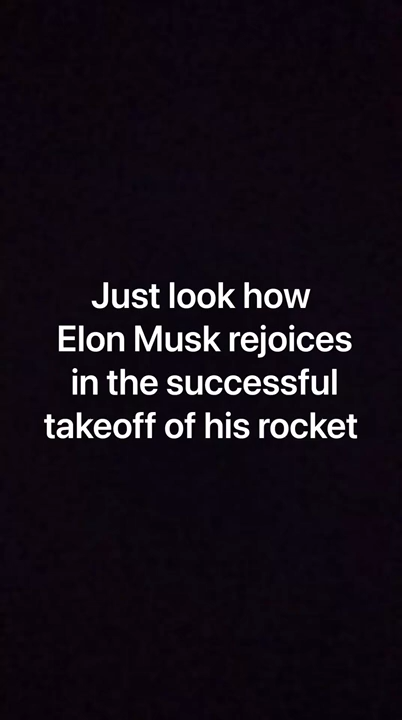 Just look how
Elon Musk rejoices
in the successful
takeoff of his rocket